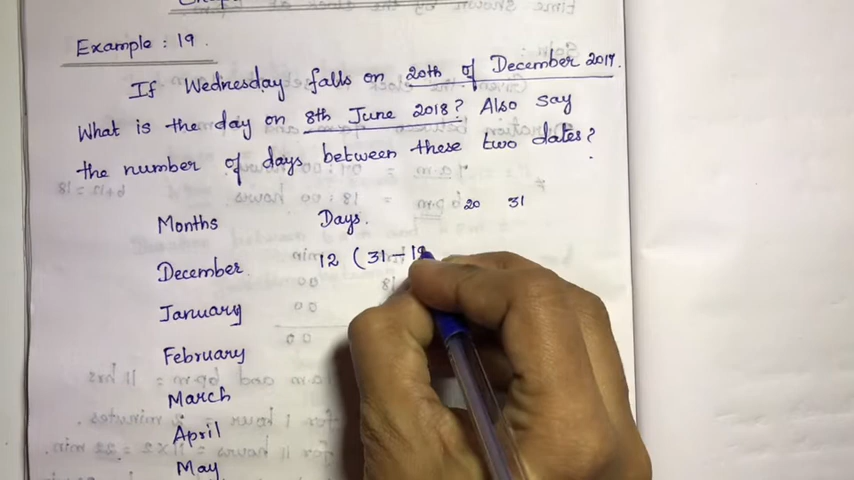 Example : 19.
If Wednesday falls on 20th of December 2017.
What is the day on 8th June 2018? Also say
the number of days between these two dates?
20 31
Months Days.
December. 12 (31-19
January
February
March
April
May